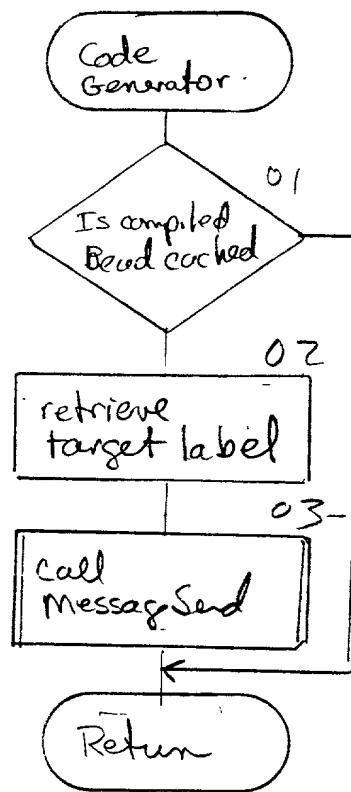 Code
Generator.
01
Is compiled
Bead cached
02
retrieve
target label
03-
call
MessageSend
Return